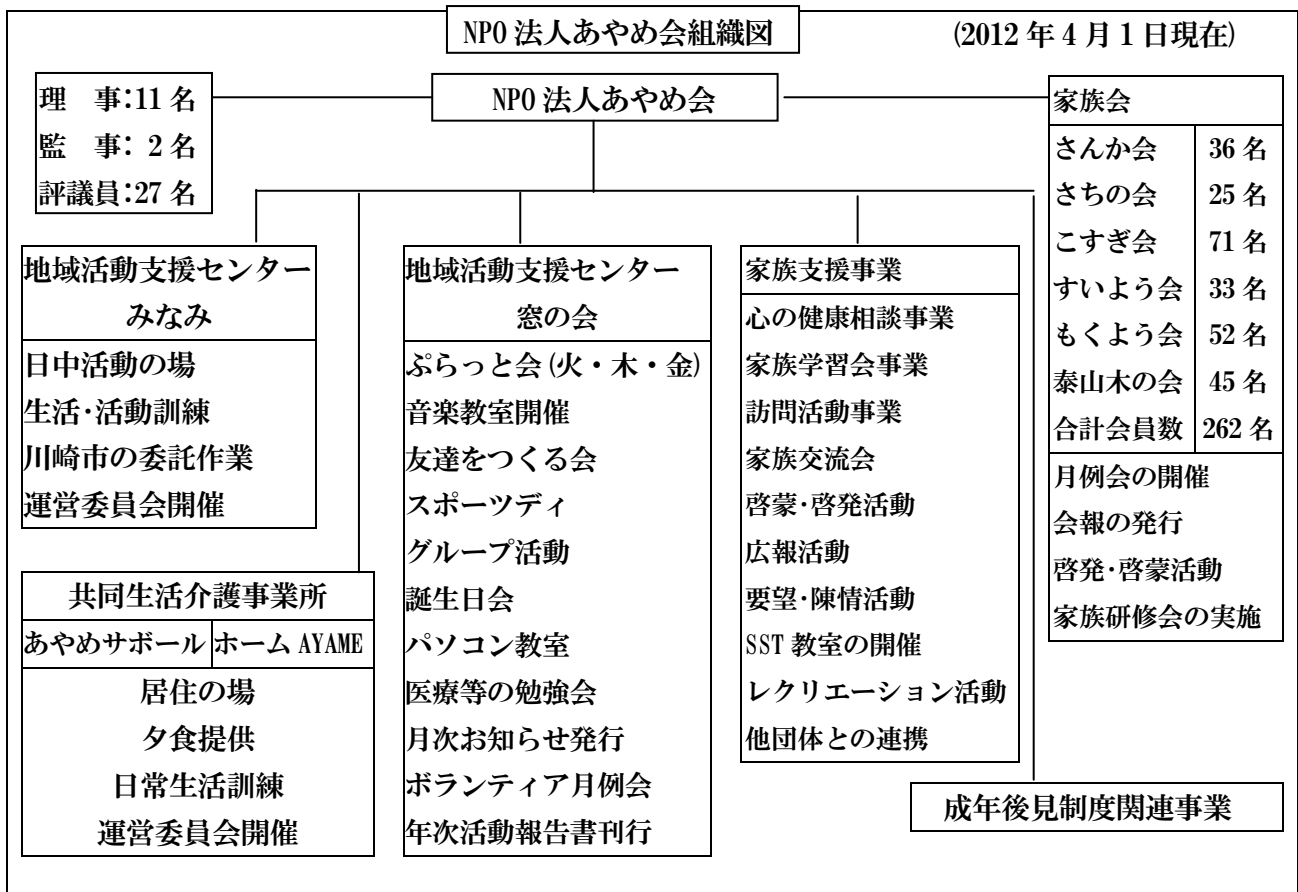 NPO法人あやめ会組織図
(2012年4月1日現在)
理　事:11名
監　事: 2名
評議員:27名
NPO法人あやめ会
家族会
さんか会 36名
さちの会 25名
こすぎ会 71名
すいよう会 33名
もくよう会 52名
泰山木の会 45名
合計会員数 262名
月例会の開催
会報の発行
啓発･啓蒙活動
家族研修会の実施
地域活動支援センター
みなみ
日中活動の場
生活･活動訓練
川崎市の委託作業
運営委員会開催
共同生活介護事業所
あやめサボール ホームAYAME
居住の場
夕食提供
日常生活訓練
運営委員会開催
地域活動支援センター
窓の会
ぷらっと会(火・木・金)
音楽教室開催
友達をつくる会
スポーツディ
グループ活動
誕生日会
パソコン教室
医療等の勉強会
月次お知らせ発行
ボランティア月例会
年次活動報告書刊行
家族支援事業
心の健康相談事業
家族学習会事業
訪問活動事業
家族交流会
啓蒙･啓発活動
広報活動
要望･陳情活動
SST教室の開催
レクリエーション活動
他団体との連携
成年後見制度関連事業